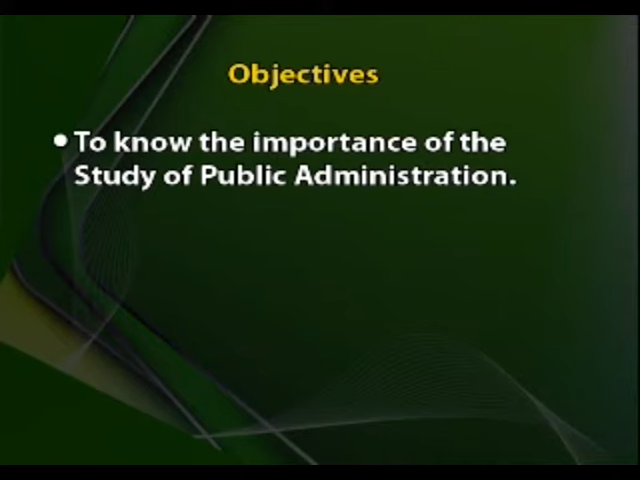 Objectives
• To know the importance of the
Study of Public Administration.